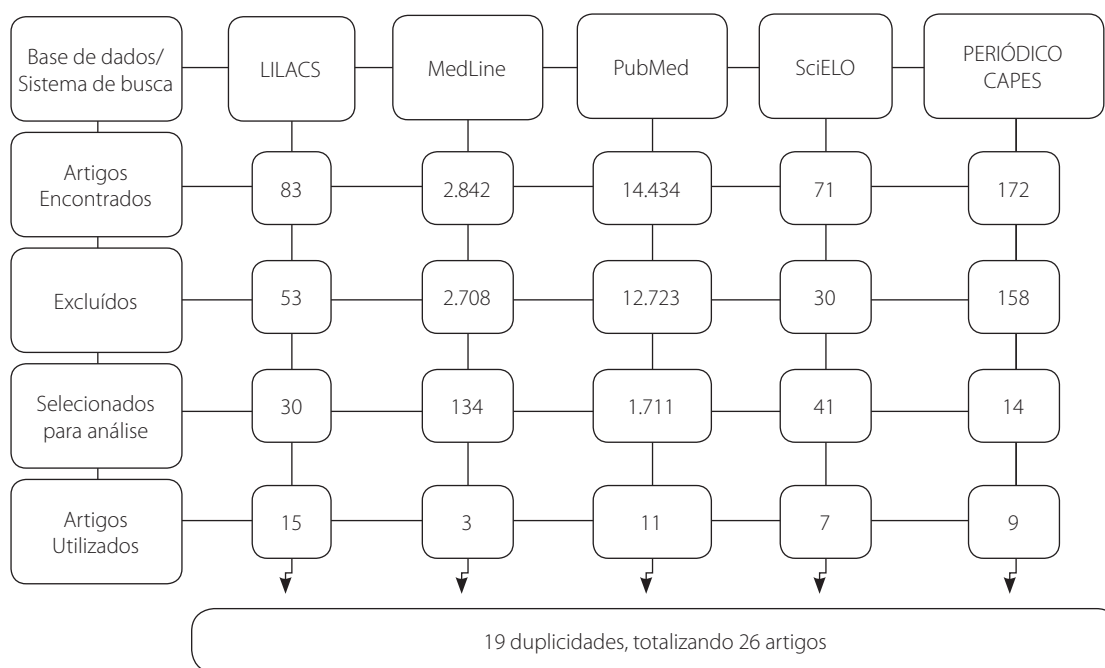 Base de dados/
Sistema de busca
LILACS
MedLine
PubMed
SciELO
PERIÓDICO
CAPES
Artigos
Encontrados
83
2.842
14.434
71
172
Excluídos
53
2.708
12.723
30
158
Selecionados
para análise
30
134
1.711
41
14
Artigos
Utilizados
15
3
11
7
9
19 duplicidades, totalizando 26 artigos